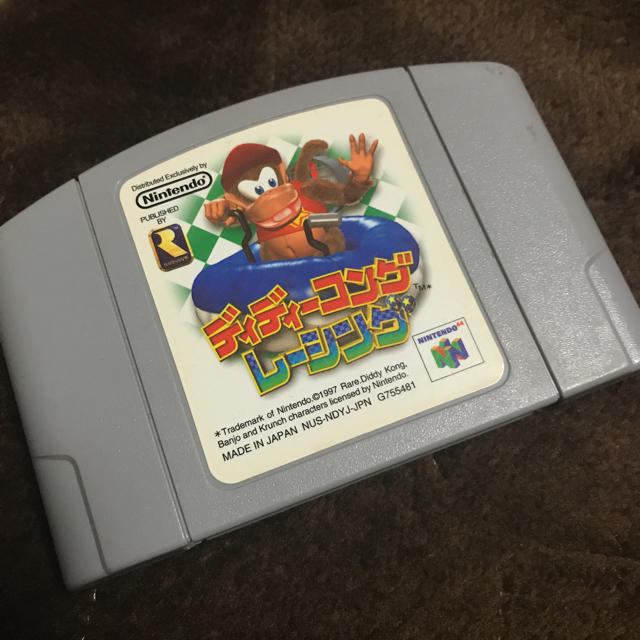 Distributed Exclusively by
Nintendo
PUBLISHED
BY
ディディーコング
TM*
レーシング
NINTENDO 64
*Trademark of Nintendo.©1997 Rare.Diddy Kong,
Banjo and Krunch characters licensed by Nintendo.
MADE IN JAPAN NUS-NDYJ-JPN G755481